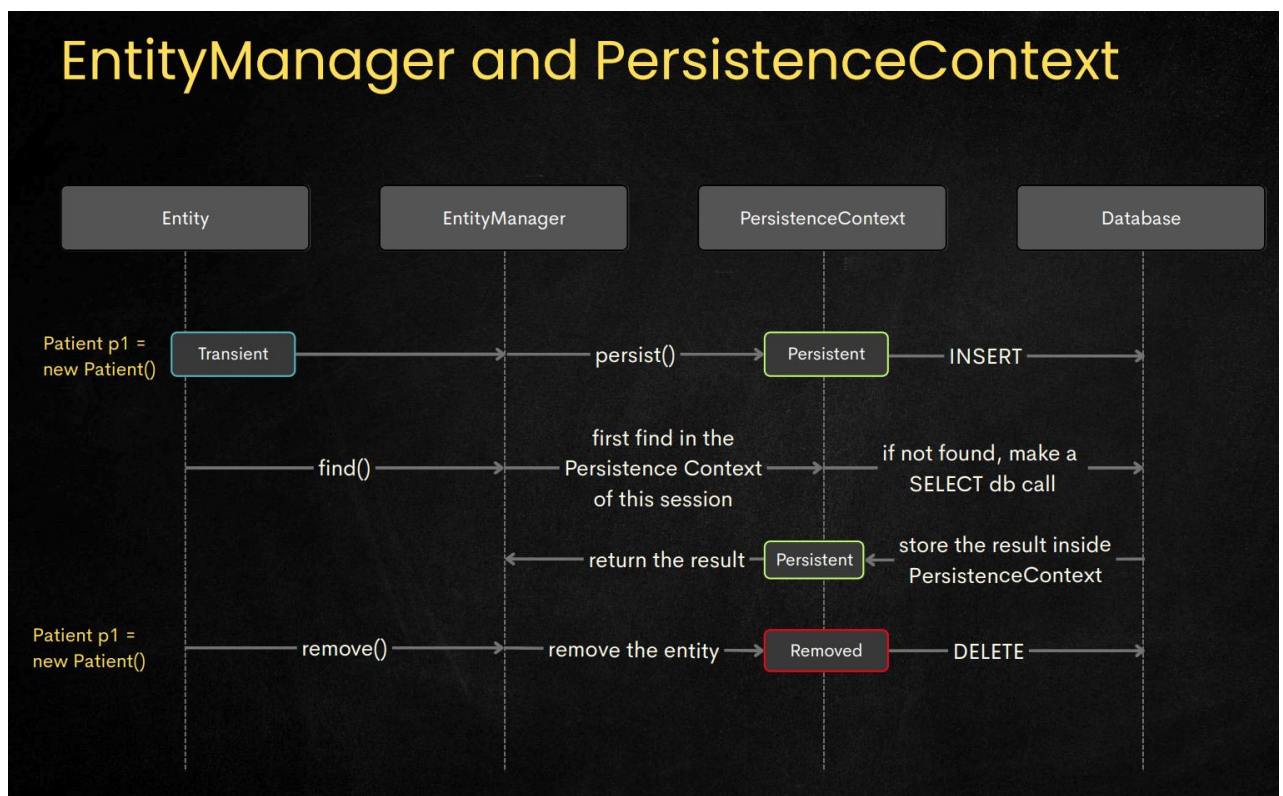 EntityManager and PersistenceContext
Entity
EntityManager
PersistenceContext
Database
Patient p1 =
new Patient()
Transient
persist()
Persistent
INSERT
find()
first find in the
Persistence Context
of this session
if not found, make a
SELECT db call
return the result
Persistent
store the result inside
PersistenceContext
Patient p1 =
new Patient()
remove()
remove the entity
Removed
DELETE